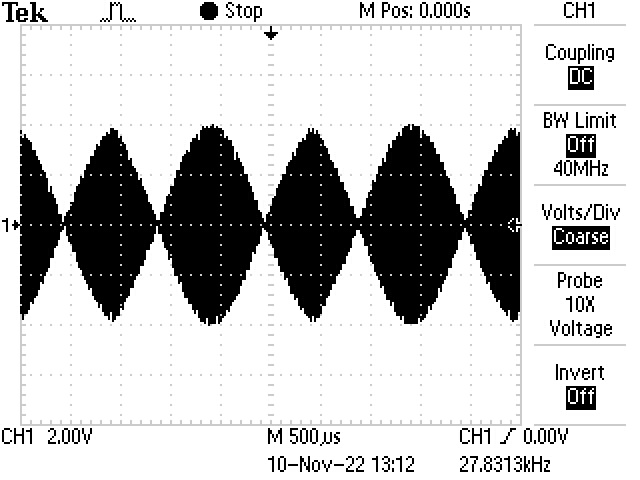 Tek Stop M Pos: 0.000s CH1
Coupling
DC
BW Limit
Off
40MHz
1
Volts/Div
Coarse
Probe
10X
Voltage
Invert
Off
CH1 2.00V M 500µs CH1 0.00V
10-Nov-22 13:12 27.8313kHz